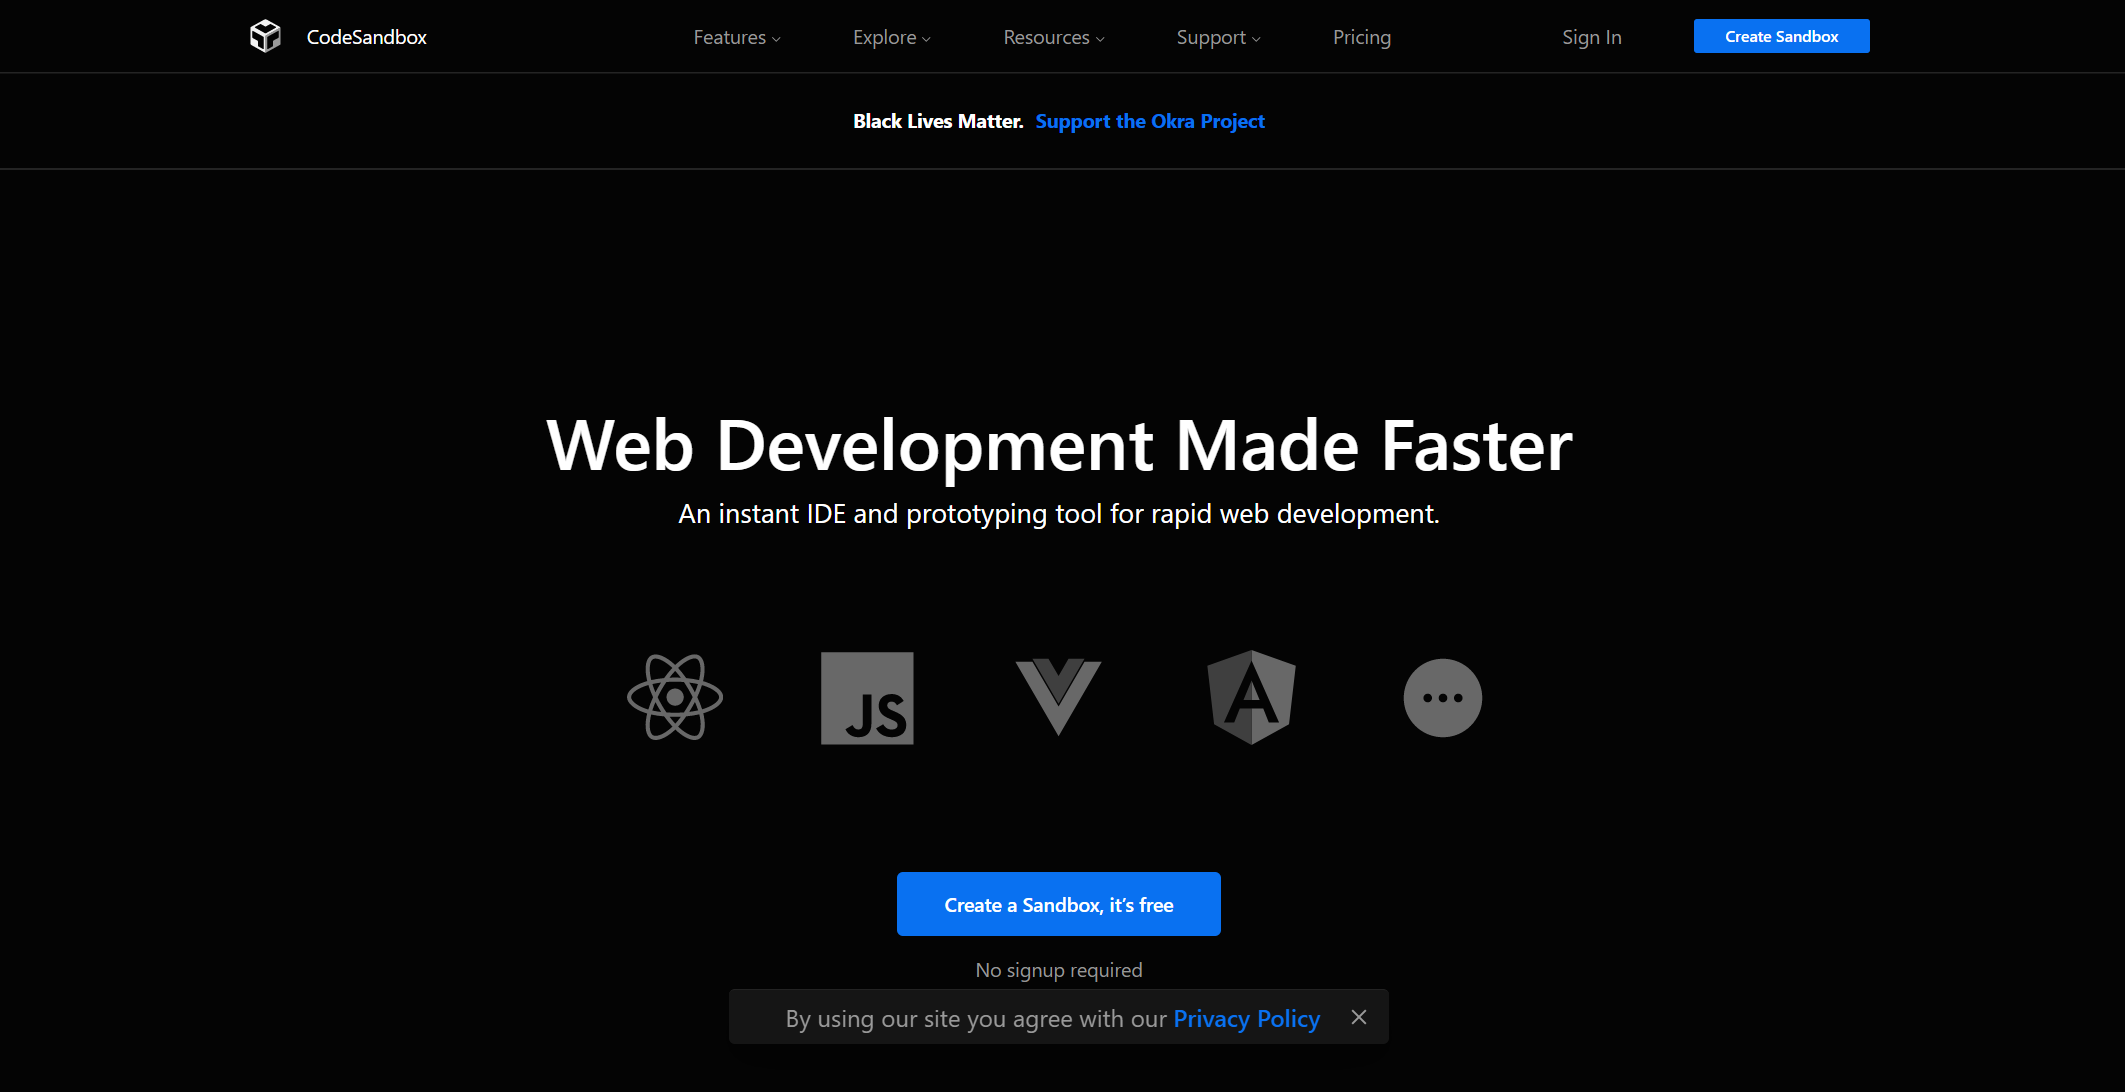 CodeSandbox Features Explore Resources Support Pricing Sign In Create Sandbox
Black Lives Matter. Support the Okra Project
Web Development Made Faster
An instant IDE and prototyping tool for rapid web development.
JS A
Create a Sandbox, it’s free
No signup required
By using our site you agree with our Privacy Policy